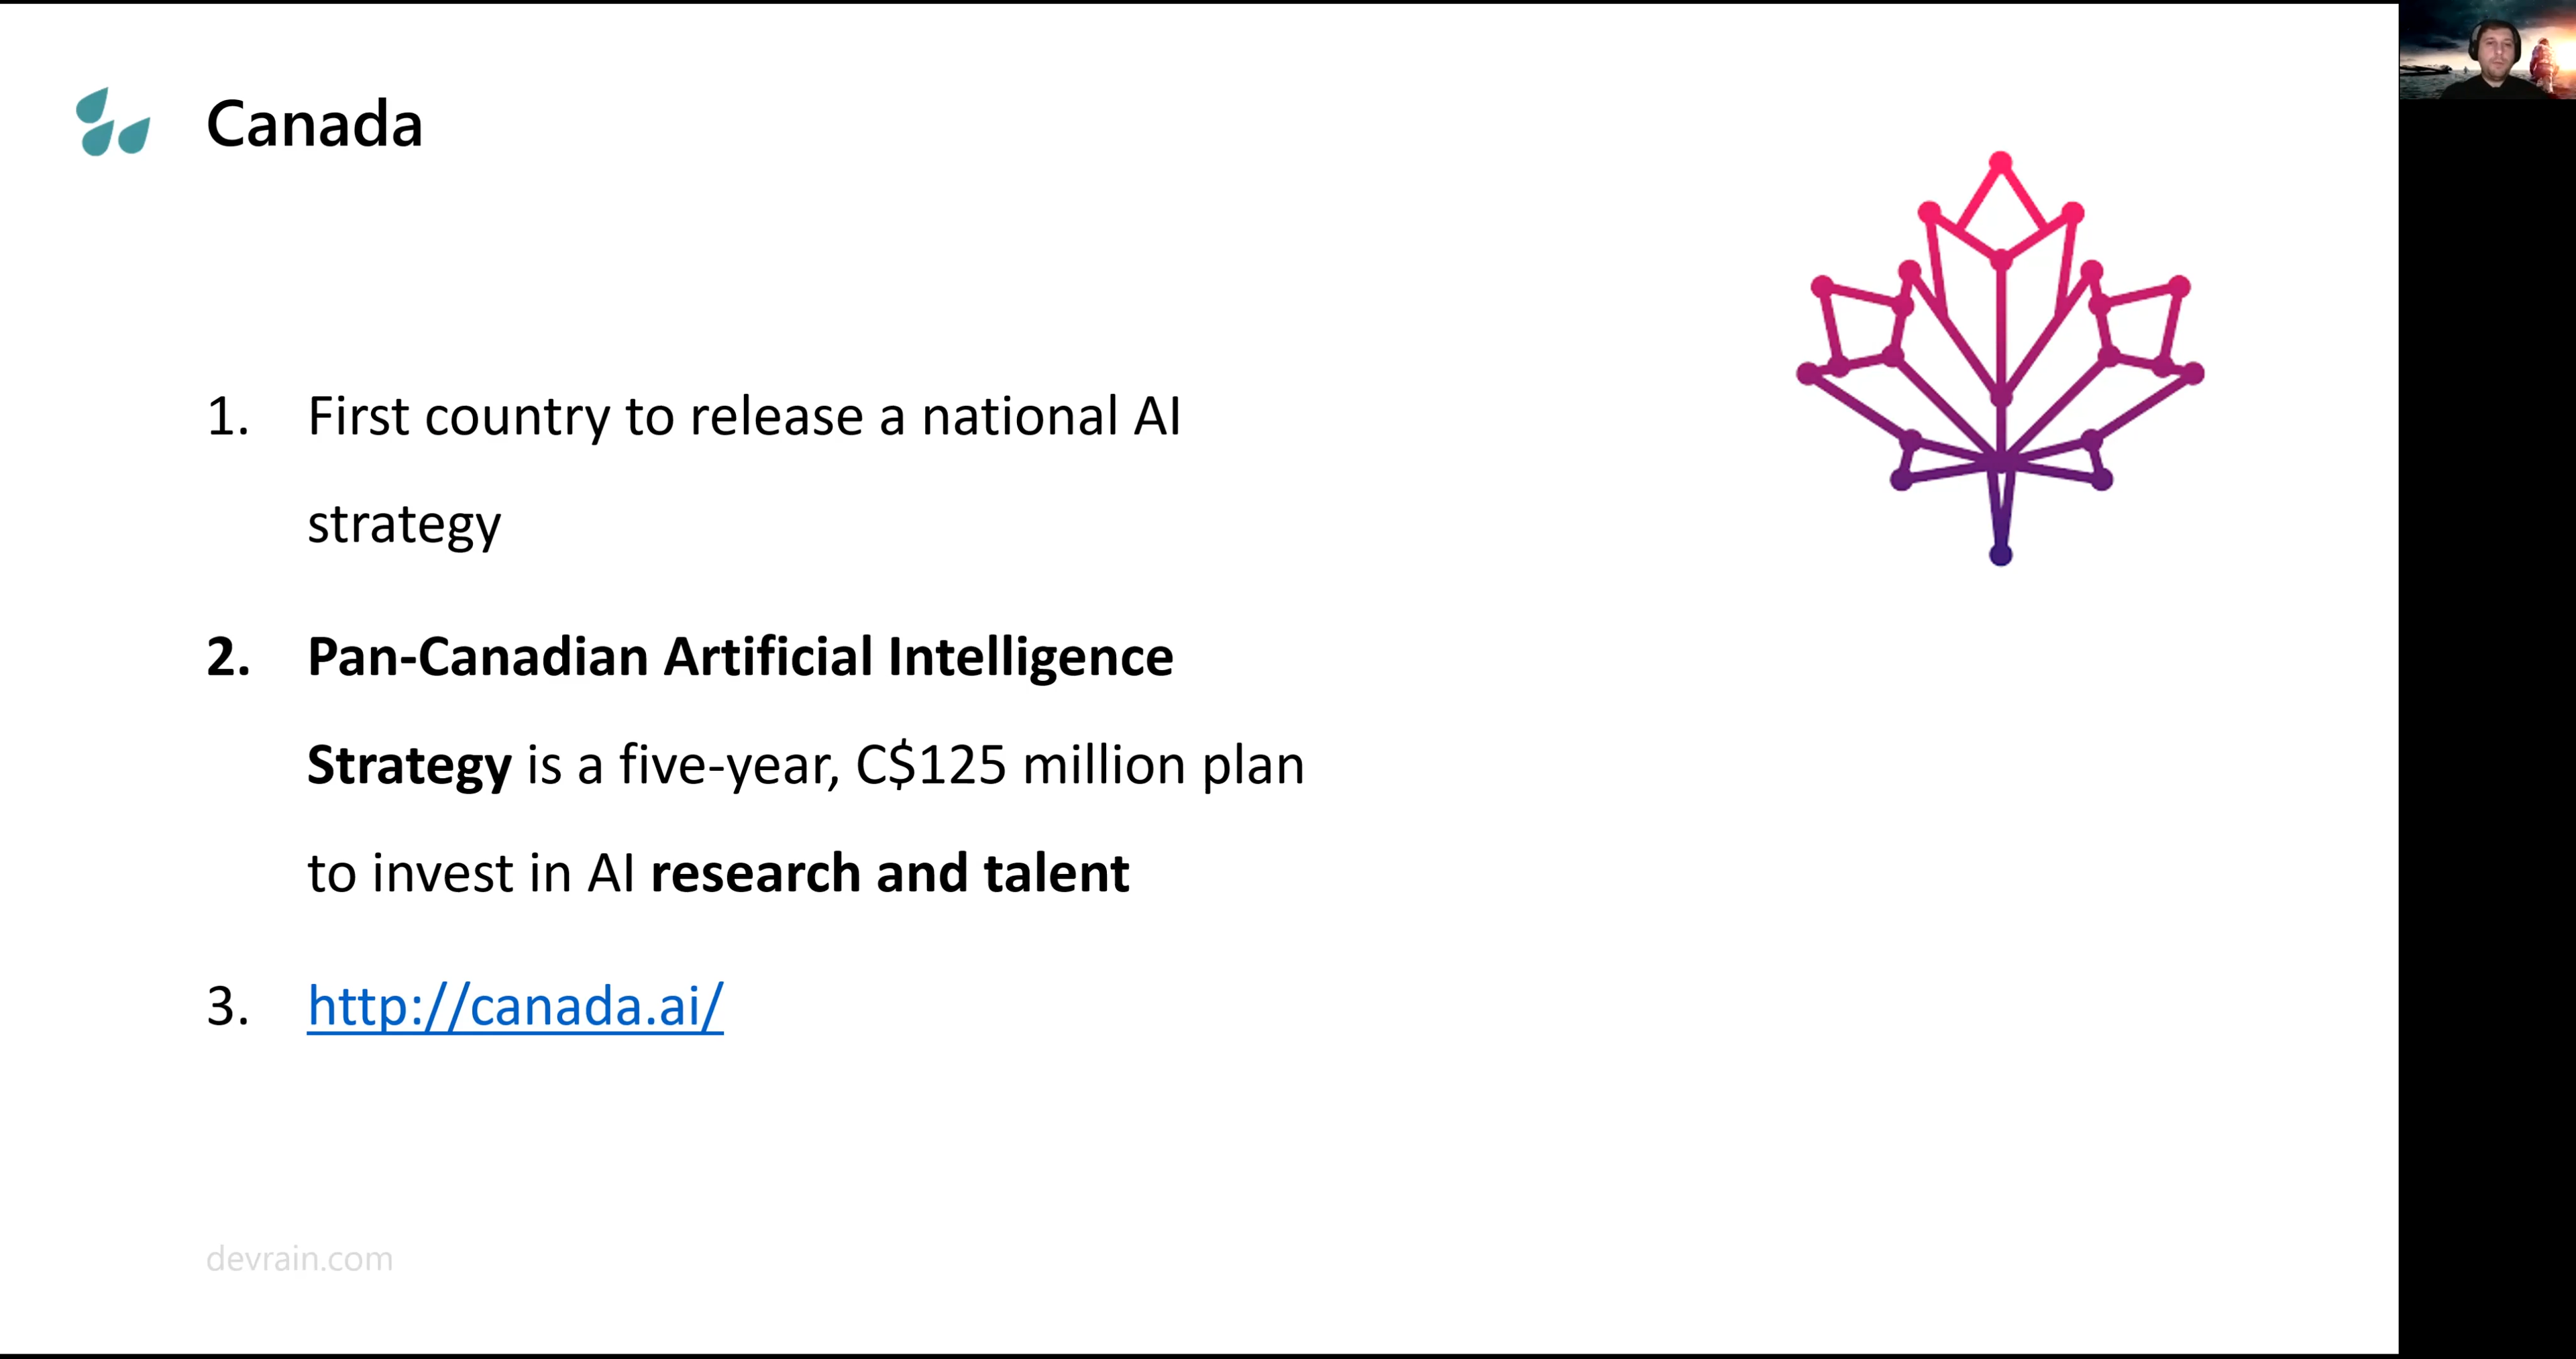 Canada
1. First country to release a national AI
strategy
2. Pan-Canadian Artificial Intelligence
Strategy is a five-year, C$125 million plan
to invest in AI research and talent
3. http://canada.ai/
devrain.com